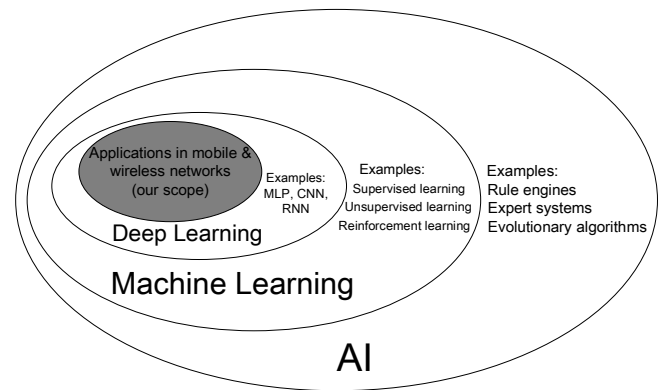 Applications in mobile &
wireless networks
(our scope)
Examples:
MLP, CNN,
RNN
Deep Learning
Examples:
Supervised learning
Unsupervised learning
Reinforcement learning
Machine Learning
Examples:
Rule engines
Expert systems
Evolutionary algorithms
AI